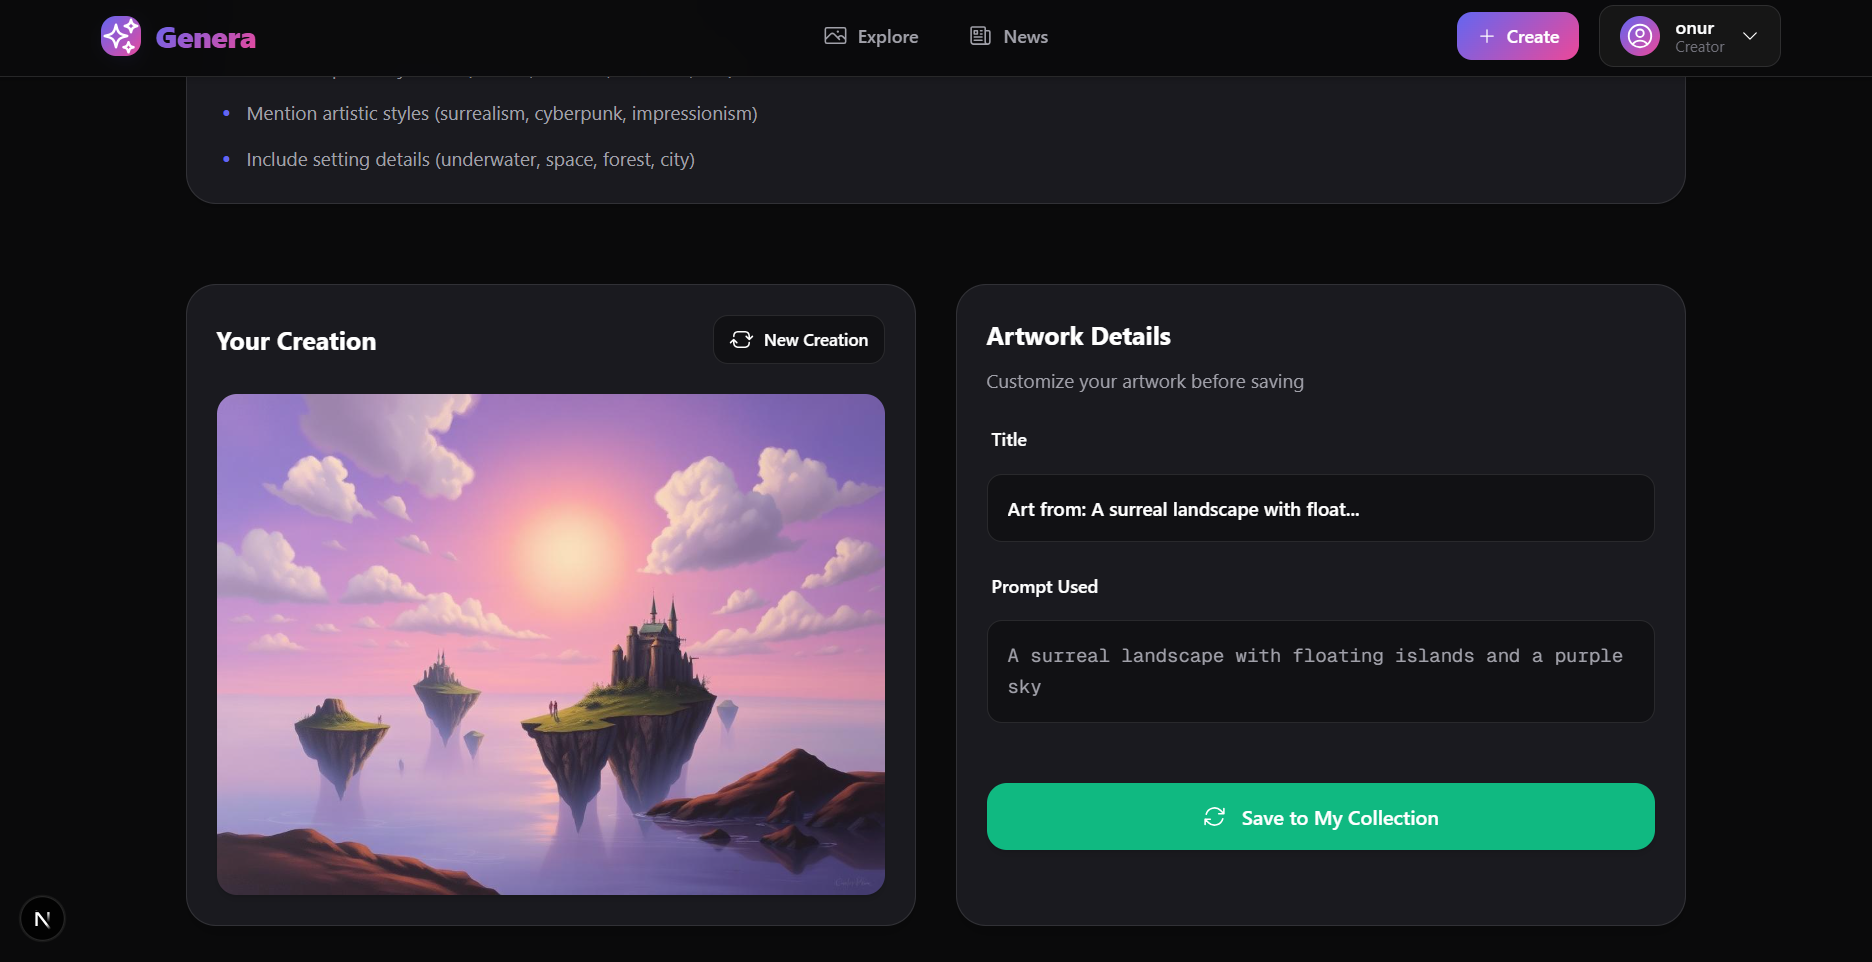 Genera
Explore
News
+ Create
onur
Creator
• Mention artistic styles (surrealism, cyberpunk, impressionism)
• Include setting details (underwater, space, forest, city)
Your Creation
New Creation
Artwork Details
Customize your artwork before saving
Title
Art from: A surreal landscape with float...
Prompt Used
A surreal landscape with floating islands and a purple
sky
Save to My Collection
N